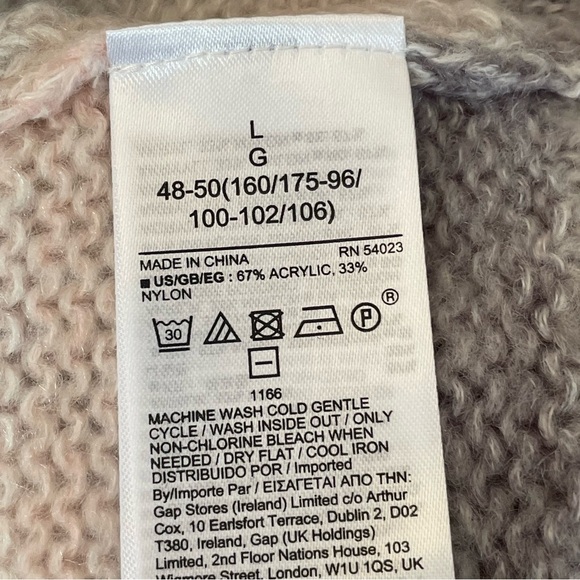 L
G
48-50(160/175-96/
100-102/106)
MADE IN CHINA RN 54023
US/GB/EG : 67% ACRYLIC, 33%
NYLON
30 P ®
1166
MACHINE WASH COLD GENTLE
CYCLE / WASH INSIDE OUT / ONLY
NON-CHLORINE BLEACH WHEN
NEEDED / DRY FLAT / COOL IRON
DISTRIBUIDO POR / Imported
By/Importe Par / ΕΙΣΑΓΕΤΑΙ ΑΠΟ ΤΗΝ:
Gap Stores (Ireland) Limited c/o Arthur
Cox, 10 Earlsfort Terrace, Dublin 2, D02
T380, Ireland, Gap (UK Holdings)
Limited, 2nd Floor Nations House, 103
Wigmore Street, London, W1U 1QS, UK